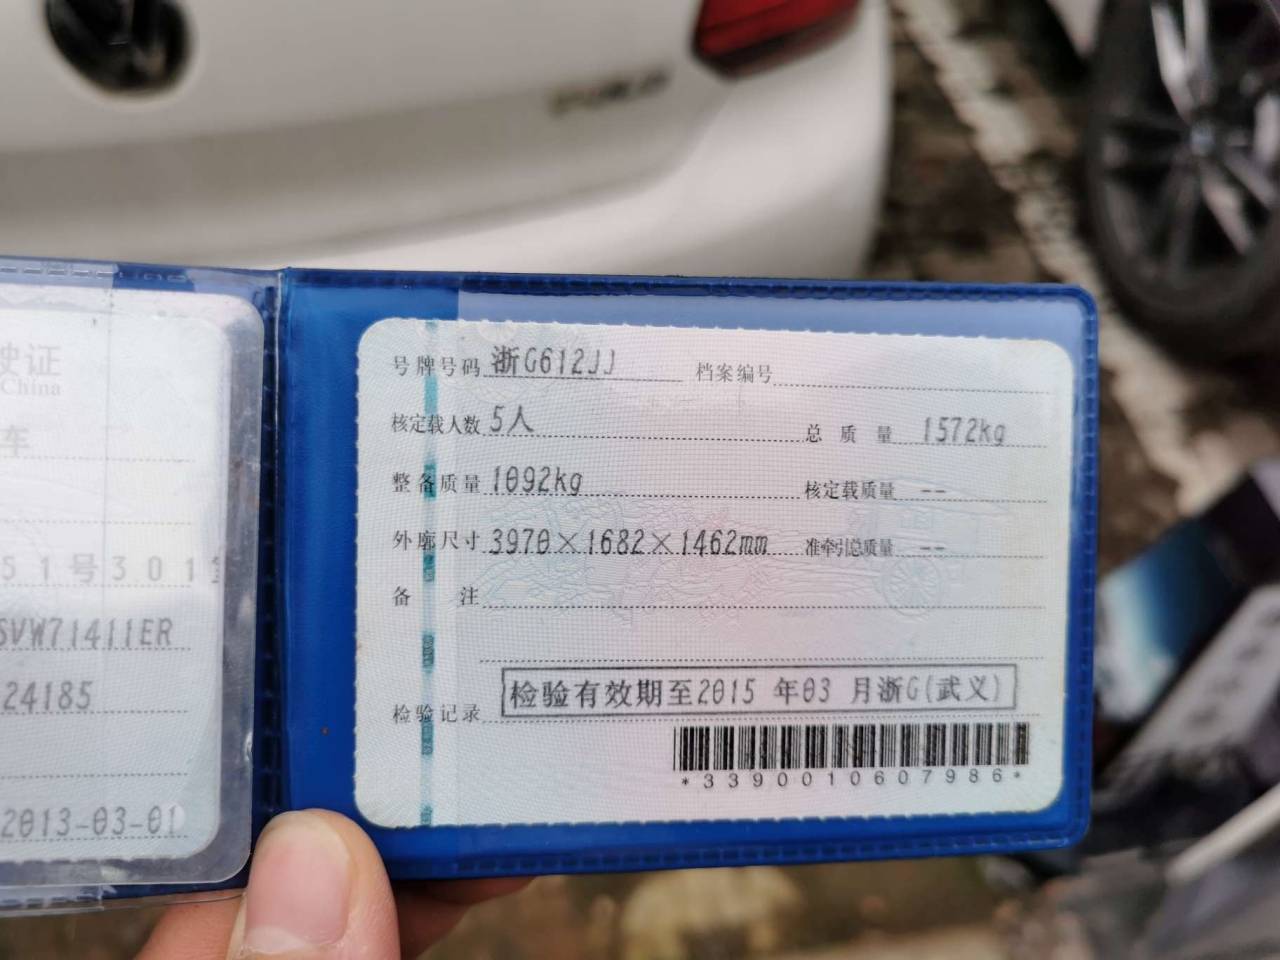 驶证
China
车
51号301室
SVW71411ER
24185
2013-03-01
号牌号码 浙G612JJ 档案编号
核定载人数 5人 总质量 1572kg
整备质量 1092kg 核定载质量 --
外廓尺寸 3970×1682×1462mm 准牵引总质量 --
备注
检验记录 检验有效期至2015 年03 月浙G(武义)
*3390010607986*